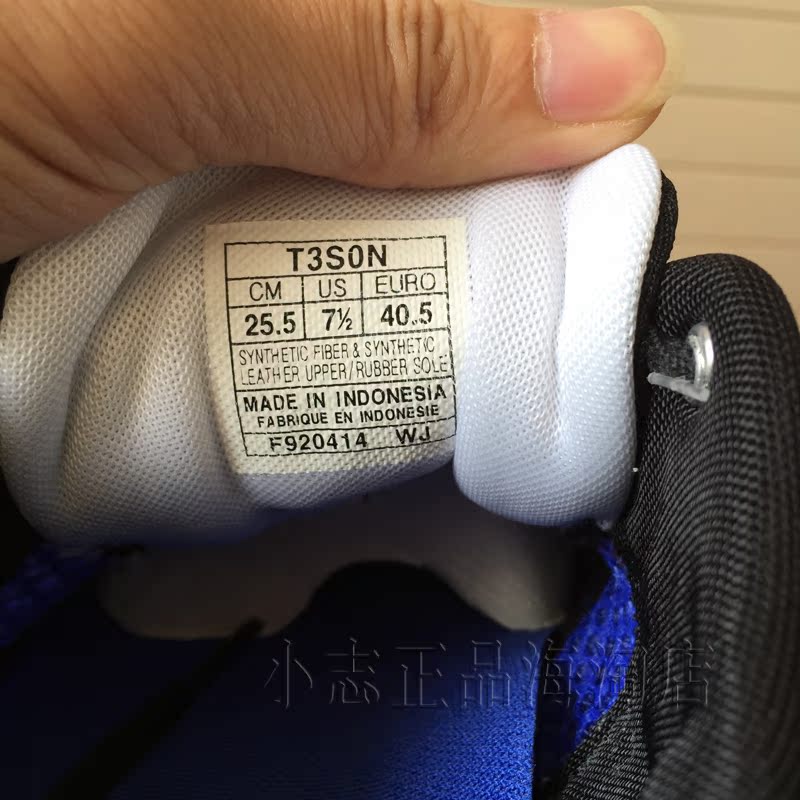 T3S0N
CM US EURO
25.5 7½ 40.5
SYNTHETIC FIBER & SYNTHETIC
LEATHER UPPER/RUBBER SOLE
MADE IN INDONESIA
FABRIQUE EN INDONESIE
F920414 WJ
小志正品海淘店